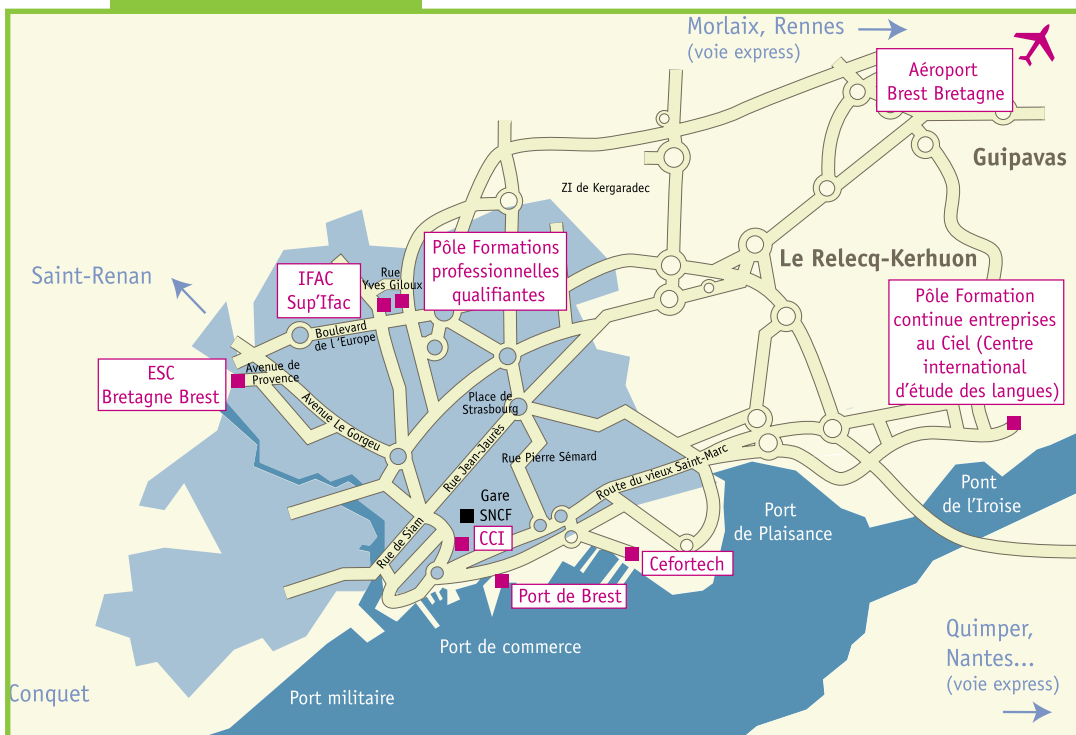 Morlaix, Rennes
(voie express)
Aéroport
Brest Bretagne
Guipavas
ZI de Kergaradec
Le Relecq-Kerhuon
Saint-Renan
IFAC
Sup'Ifac
Rue
Yves Giloux
Pôle Formations
professionnelles
qualifiantes
Pôle Formation
continue entreprises
au Ciel (Centre
international
d'étude des langues)
Boulevard
de l 'Europe
ESC
Bretagne Brest
Avenue de
Provence
Avenue Le Gorgeu
Place de
Strasbourg
Rue Jean-Jaurès
Rue Pierre Sémard
Route du vieux Saint-Marc
Gare
SNCF
CCI
Rue de Siam
Cefortech
Port de Brest
Port
de Plaisance
Pont
de l'Iroise
Port de commerce
Port militaire
Conquet
Quimper,
Nantes...
(voie express)